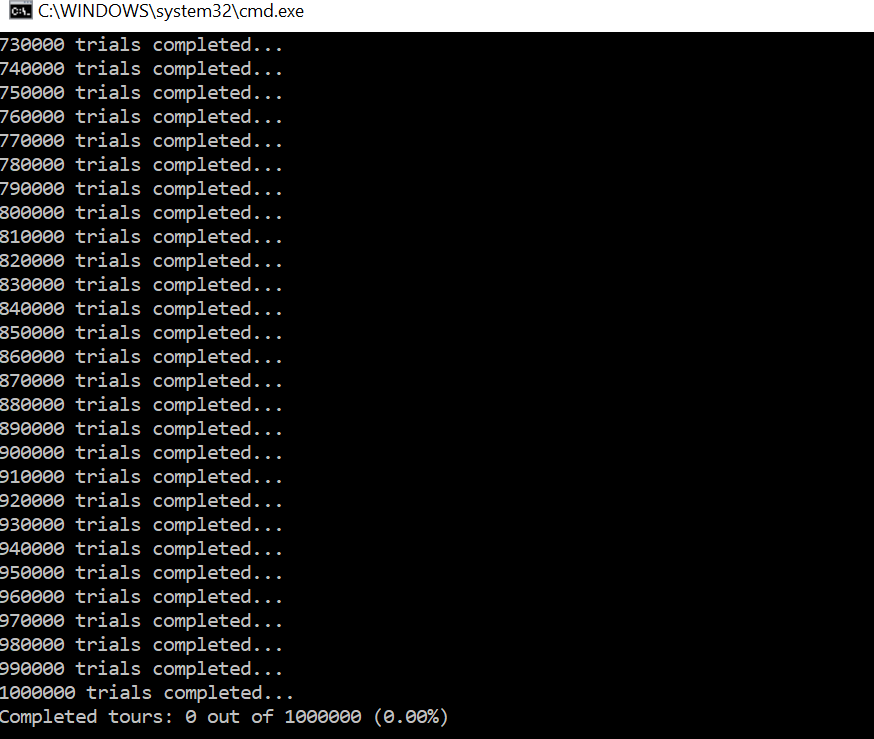 C:\WINDOWS\system32\cmd.exe
730000 trials completed...
740000 trials completed...
750000 trials completed...
760000 trials completed...
770000 trials completed...
780000 trials completed...
790000 trials completed...
800000 trials completed...
810000 trials completed...
820000 trials completed...
830000 trials completed...
840000 trials completed...
850000 trials completed...
860000 trials completed...
870000 trials completed...
880000 trials completed...
890000 trials completed...
900000 trials completed...
910000 trials completed...
920000 trials completed...
930000 trials completed...
940000 trials completed...
950000 trials completed...
960000 trials completed...
970000 trials completed...
980000 trials completed...
990000 trials completed...
1000000 trials completed...
Completed tours: 0 out of 1000000 (0.00%)